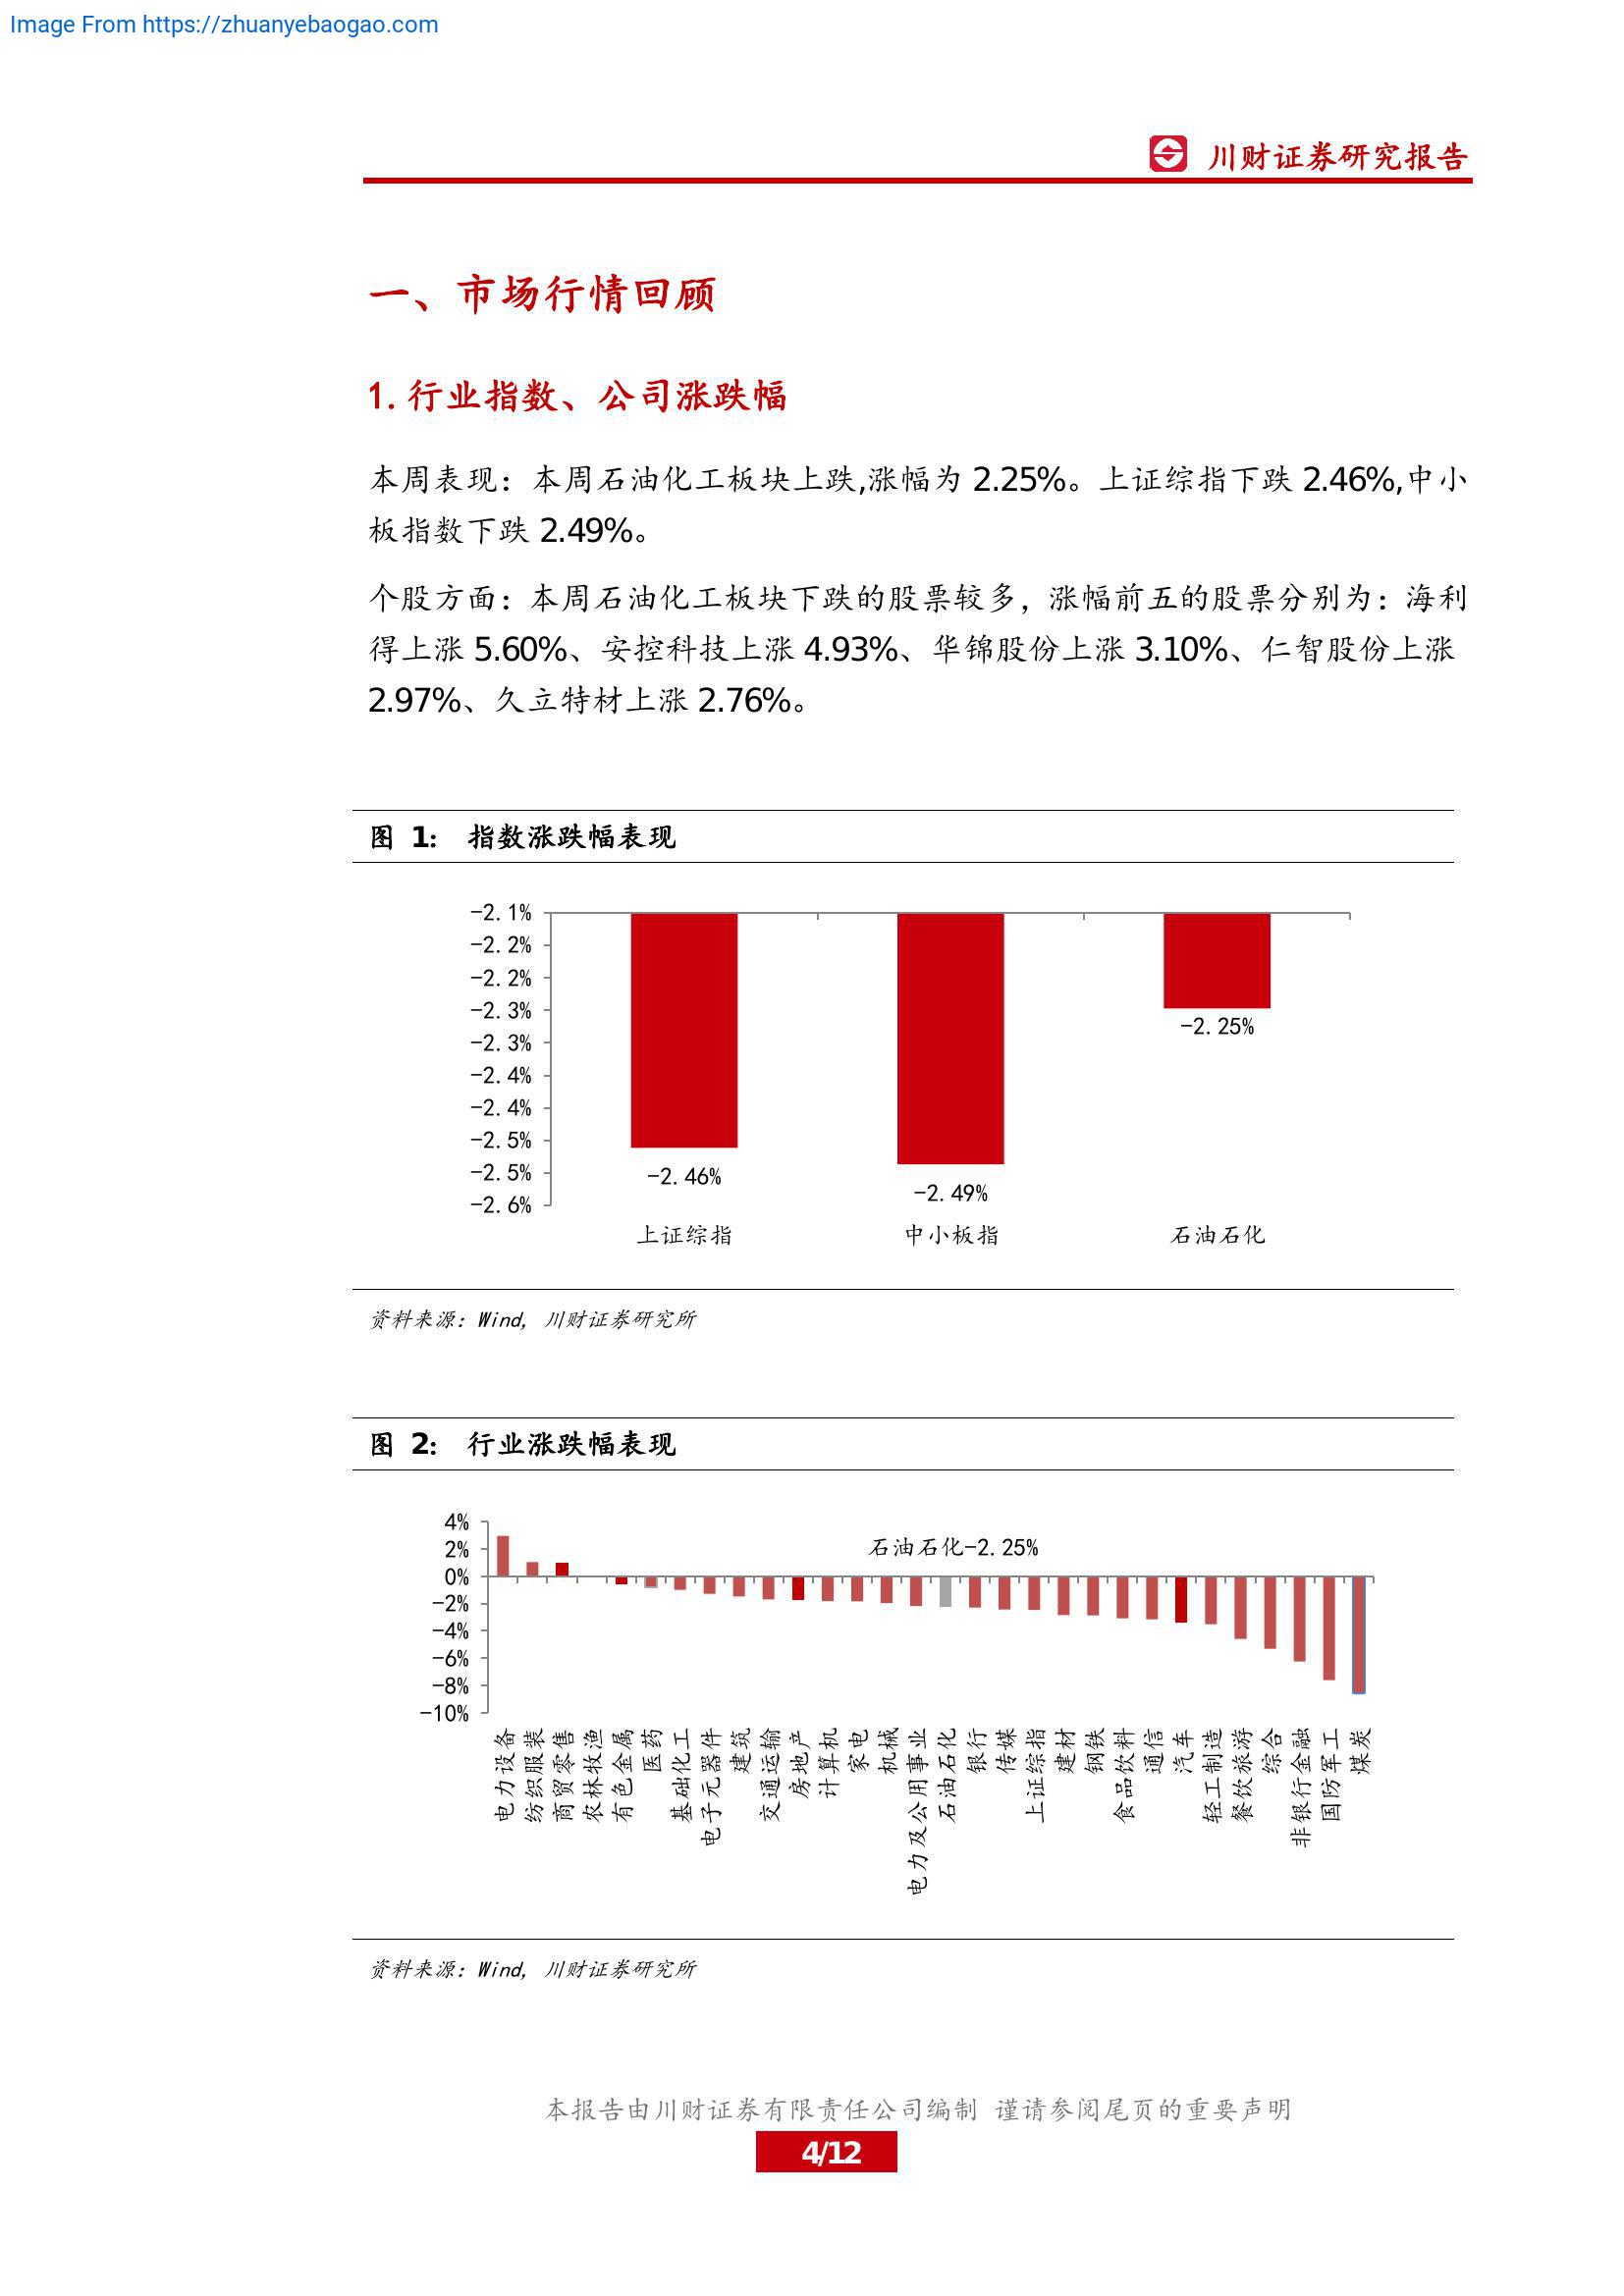 Image From https://zhuanyebaogao.com
川财证券研究报告
一、市场行情回顾
1.行业指数、公司涨跌幅
本周表现：本周石油化工板块上跌,涨幅为 2.25%。上证综指下跌 2.46%,中小
板指数下跌 2.49%。
个股方面：本周石油化工板块下跌的股票较多，涨幅前五的股票分别为：海利
得上涨 5.60%、安控科技上涨 4.93%、华锦股份上涨 3.10%、仁智股份上涨
2.97%、久立特材上涨 2.76%。
图 1： 指数涨跌幅表现
-2.1%
-2.2%
-2.2%
-2.3%
-2.3%
-2.4%
-2.4%
-2.5%
-2.5%
-2.6%
-2.46%
-2.49%
-2.25%
上证综指
中小板指
石油石化
资料来源：Wind, 川财证券研究所
图 2： 行业涨跌幅表现
4%
2%
0%
-2%
-4%
-6%
-8%
-10%
石油石化-2.25%
电力设备
纺织服装
商贸零售
农林牧渔
有色金属
医药
基础化工
电子元器件
建筑
交通运输
房地产
计算机
家电
机械
电力及公用事业
石油石化
银行
传媒
上证综指
建材
钢铁
食品饮料
通信
汽车
轻工制造
餐饮旅游
综合
非银行金融
国防军工
煤炭
资料来源：Wind, 川财证券研究所
本报告由川财证券有限责任公司编制 谨请参阅尾页的重要声明
4/12